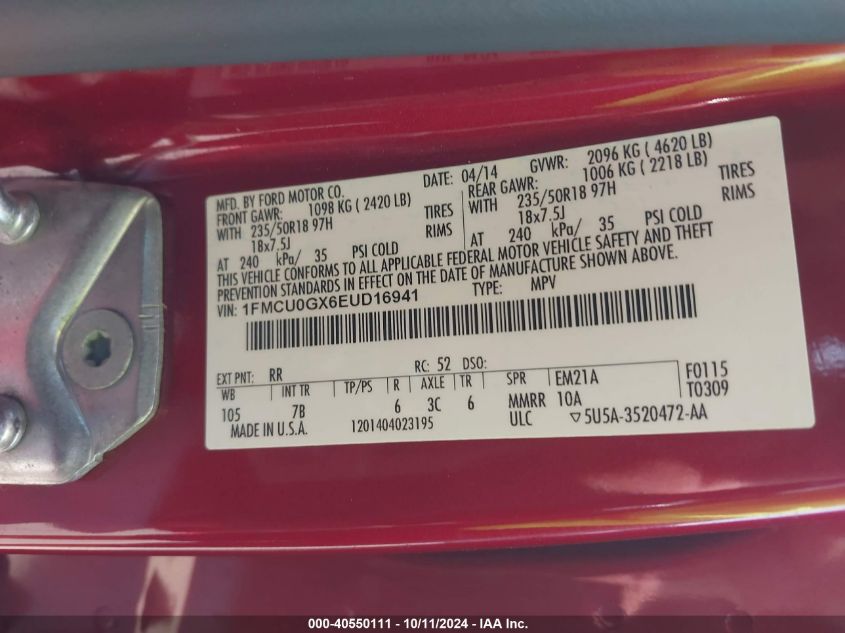 MFD. BY FORD MOTOR CO.
DATE: 04/14 GVWR: 2096 KG ( 4620 LB)
FRONT GAWR: 1098 KG ( 2420 LB) REAR GAWR: 1006 KG ( 2218 LB)
WITH 235/50R18 97H TIRES WITH 235/50R18 97H TIRES
18x7.5J RIMS 18x7.5J RIMS
AT 240 kPa/ 35 PSI COLD AT 240 kPa/ 35 PSI COLD
THIS VEHICLE CONFORMS TO ALL APPLICABLE FEDERAL MOTOR VEHICLE SAFETY AND THEFT
PREVENTION STANDARDS IN EFFECT ON THE DATE OF MANUFACTURE SHOWN ABOVE.
VIN: 1FMCU0GX6EUD16941 TYPE: MPV
EXT PNT: RR RC: 52 DSO:
WB INT TR TP/PS R AXLE TR SPR EM21A F0115
105 7B 6 3C 6 MMRR 10A T0309
MADE IN U.S.A. 1201404023195 ULC ▽5U5A-3520472-AA
000-40550111 - 10/11/2024 - IAA Inc.